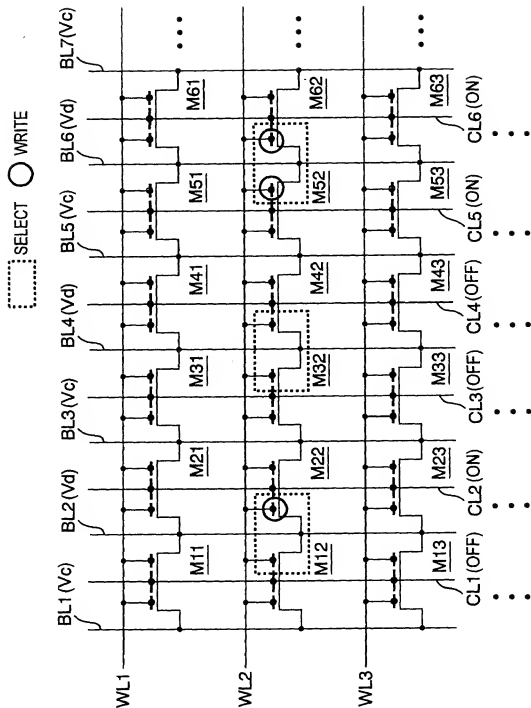 SELECT WRITE
BL1(Vc) BL2(Vd) BL3(Vc) BL4(Vd) BL5(Vc) BL6(Vd) BL7(Vc)
WL1
M11 M21 M31 M41 M51 M61
WL2
M12 M22 M32 M42 M52 M62
WL3
M13 M23 M33 M43 M53 M63
CL1(OFF) CL2(ON) CL3(OFF) CL4(OFF) CL5(ON) CL6(ON)